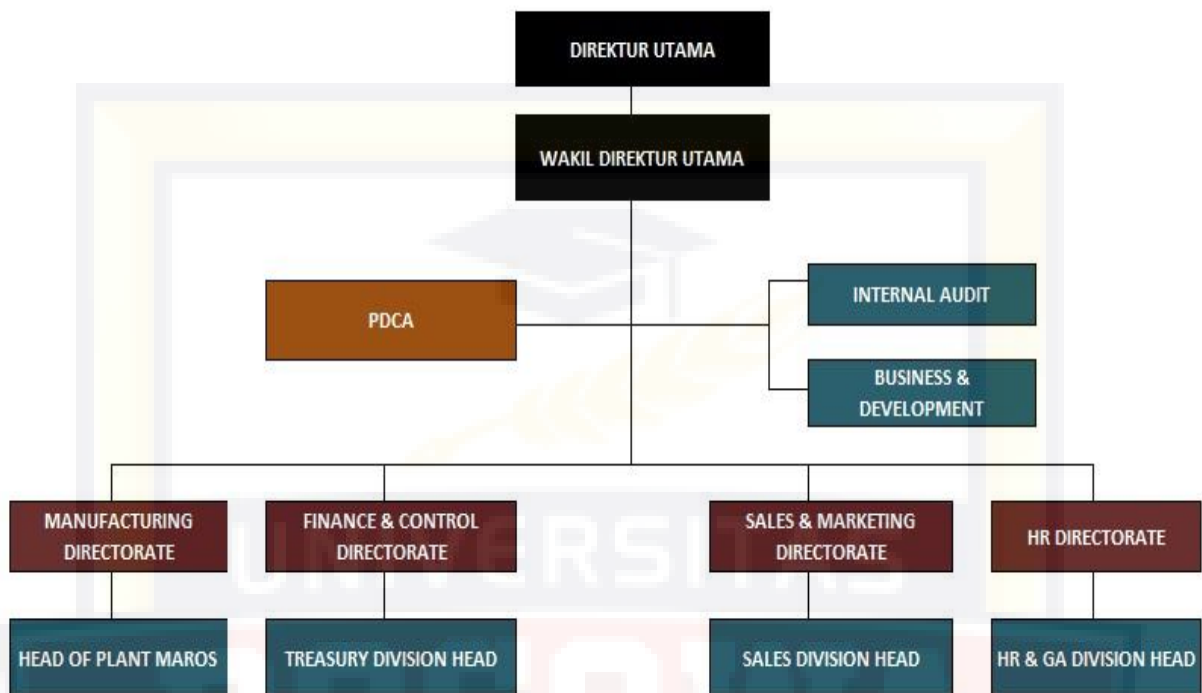 DIREKTUR UTAMA
WAKIL DIREKTUR UTAMA
PDCA
INTERNAL AUDIT
BUSINESS &
DEVELOPMENT
MANUFACTURING
DIRECTORATE
FINANCE & CONTROL
DIRECTORATE
SALES & MARKETING
DIRECTORATE
HR DIRECTORATE
UNIVERSITAS
HEAD OF PLANT MAROS
TREASURY DIVISION HEAD
SALES DIVISION HEAD
HR & GA DIVISION HEAD